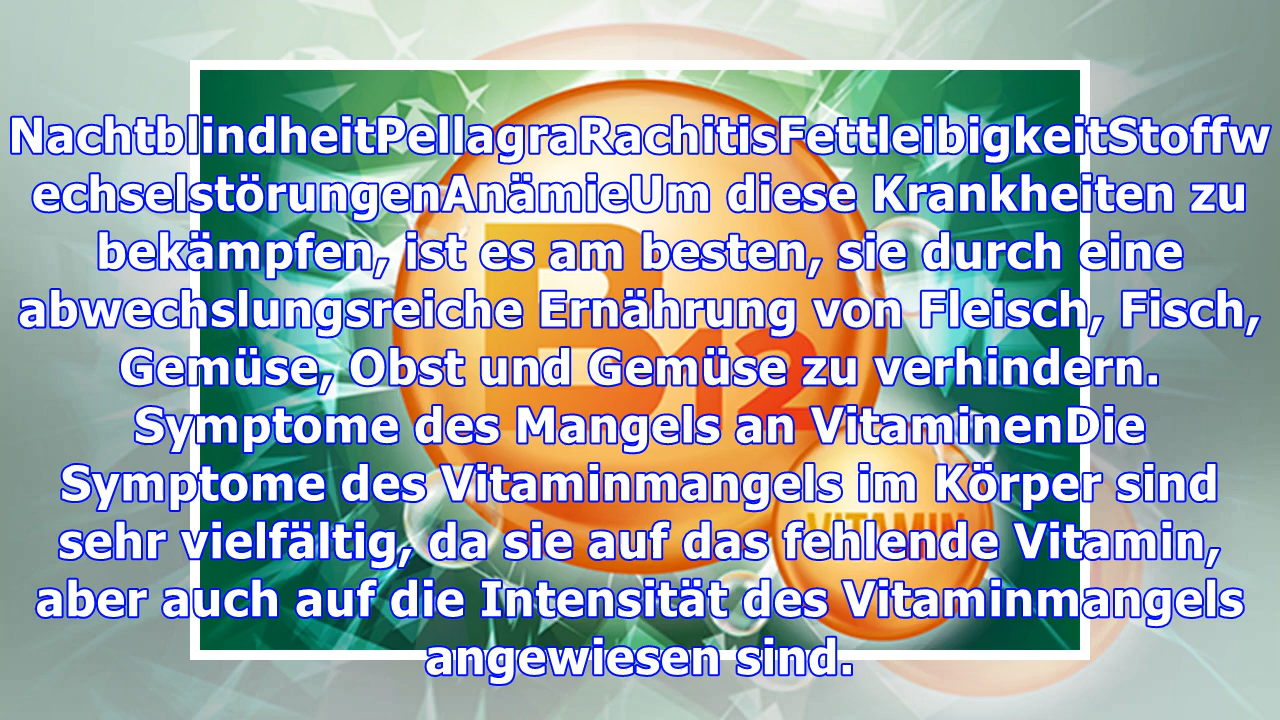 NachtblindheitPellagraRachitisFettleibigkeitStoffw
echselstörungenAnämieUm diese Krankheiten zu
bekämpfen, ist es am besten, sie durch eine
abwechslungsreiche Ernährung von Fleisch, Fisch,
Gemüse, Obst und Gemüse zu verhindern.
Symptome des Mangels an VitaminenDie
Symptome des Vitaminmangels im Körper sind
sehr vielfältig, da sie auf das fehlende Vitamin,
aber auch auf die Intensität des Vitaminmangels
angewiesen sind.
B12
VITAMIN